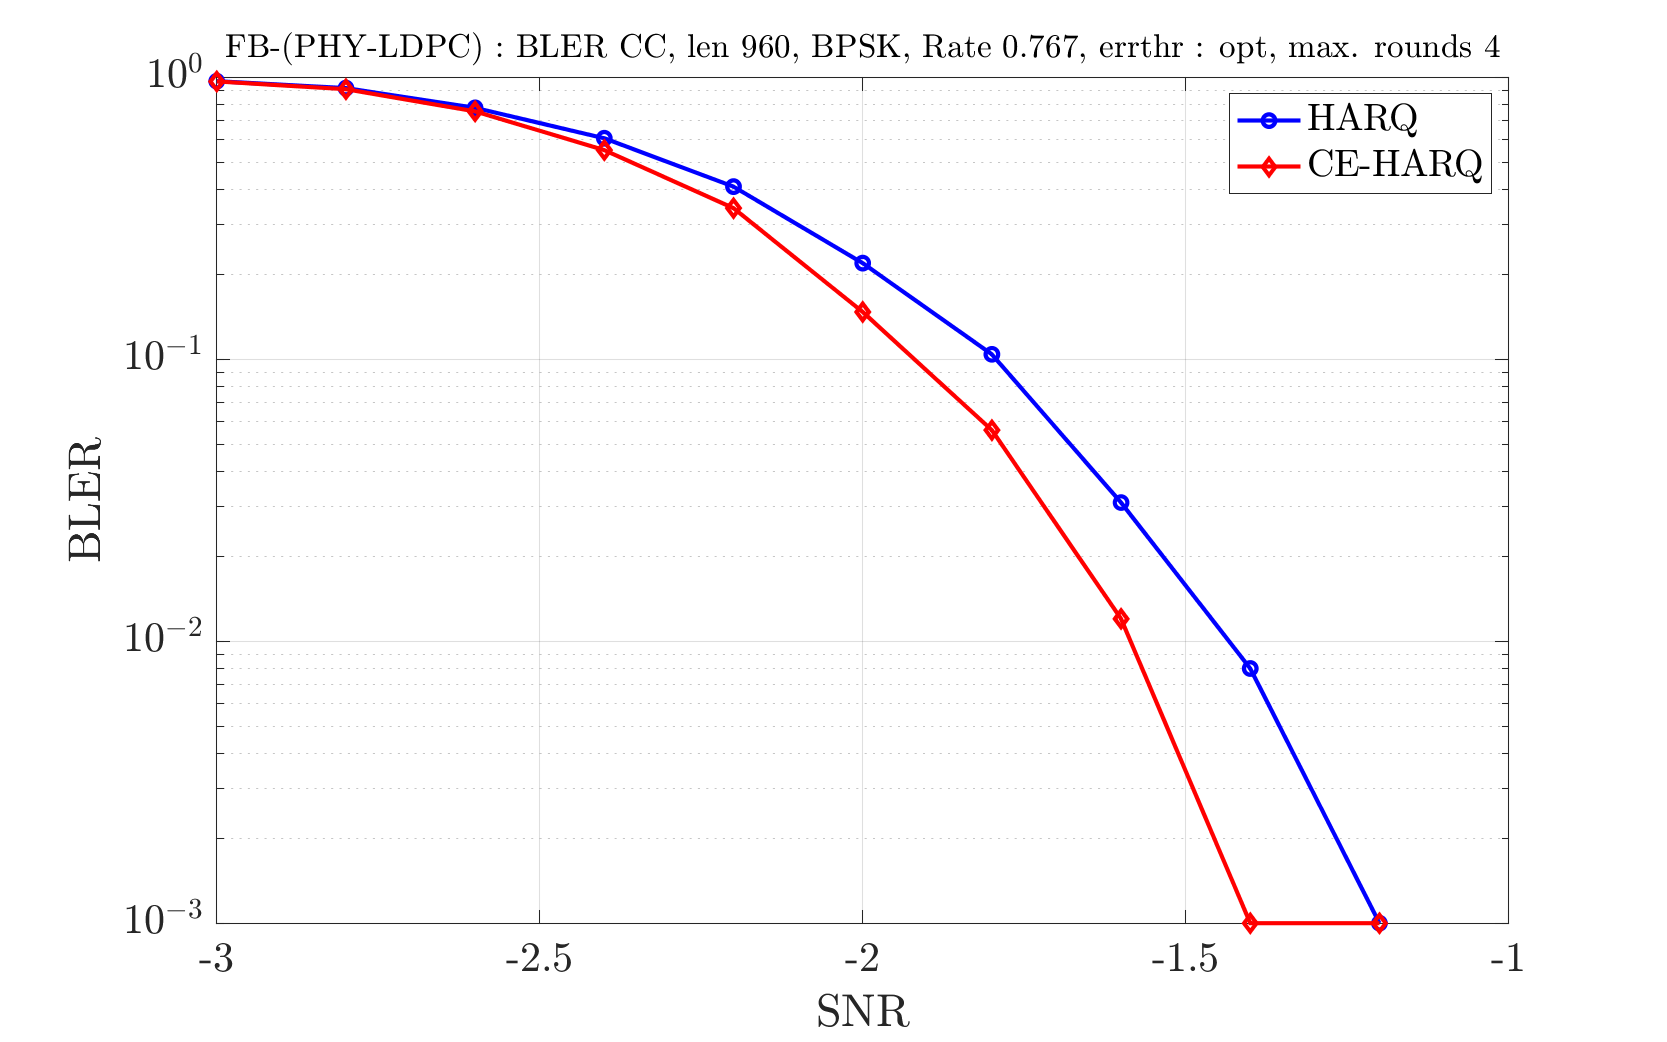 FB-(PHY-LDPC) : BLER CC, len 960, BPSK, Rate 0.767, errthr : opt, max. rounds 4
10^0
HARQ
CE-HARQ
10^{-1}
BLER
10^{-2}
10^{-3}
-3 -2.5 -2 -1.5 -1
SNR